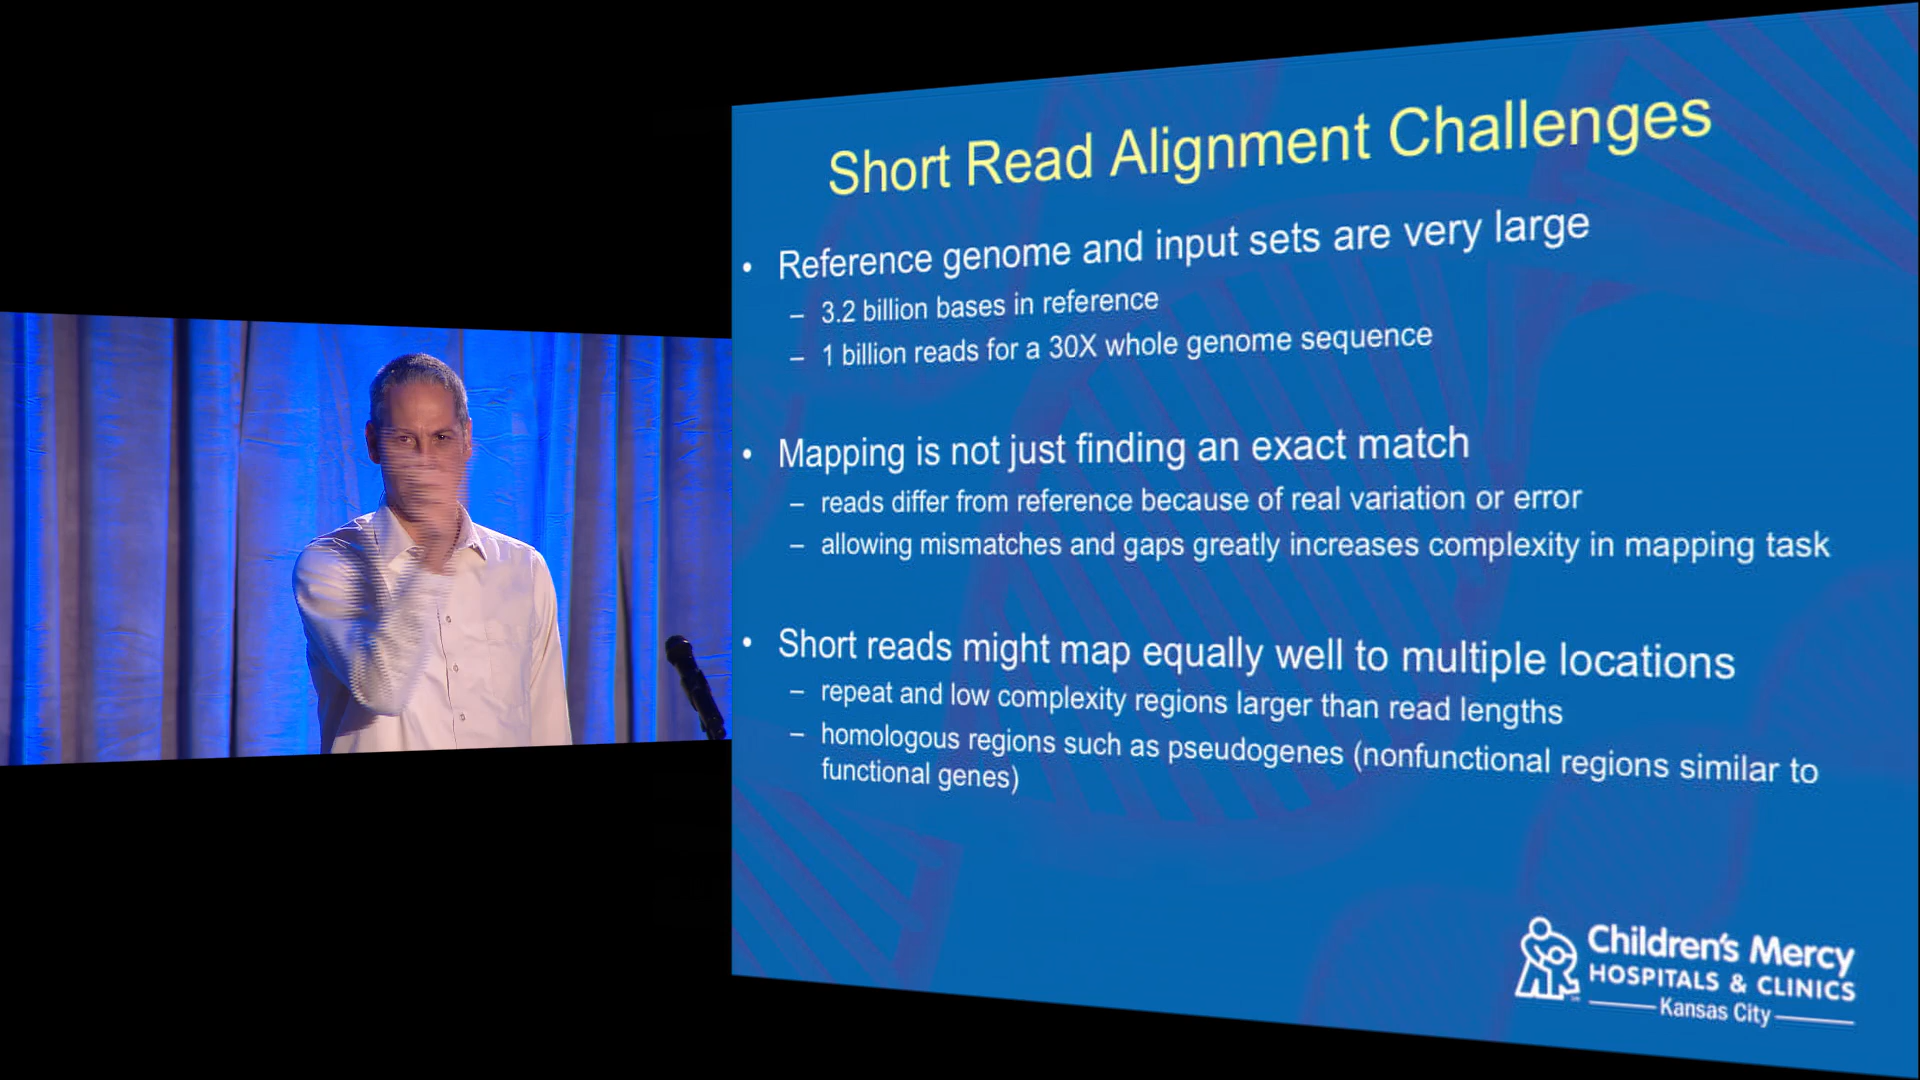 Short Read Alignment Challenges
• Reference genome and input sets are very large
– 3.2 billion bases in reference
– 1 billion reads for a 30X whole genome sequence
• Mapping is not just finding an exact match
– reads differ from reference because of real variation or error
– allowing mismatches and gaps greatly increases complexity in mapping task
• Short reads might map equally well to multiple locations
– repeat and low complexity regions larger than read lengths
– homologous regions such as pseudogenes (nonfunctional regions similar to
functional genes)
Children's Mercy
HOSPITALS & CLINICS
Kansas City